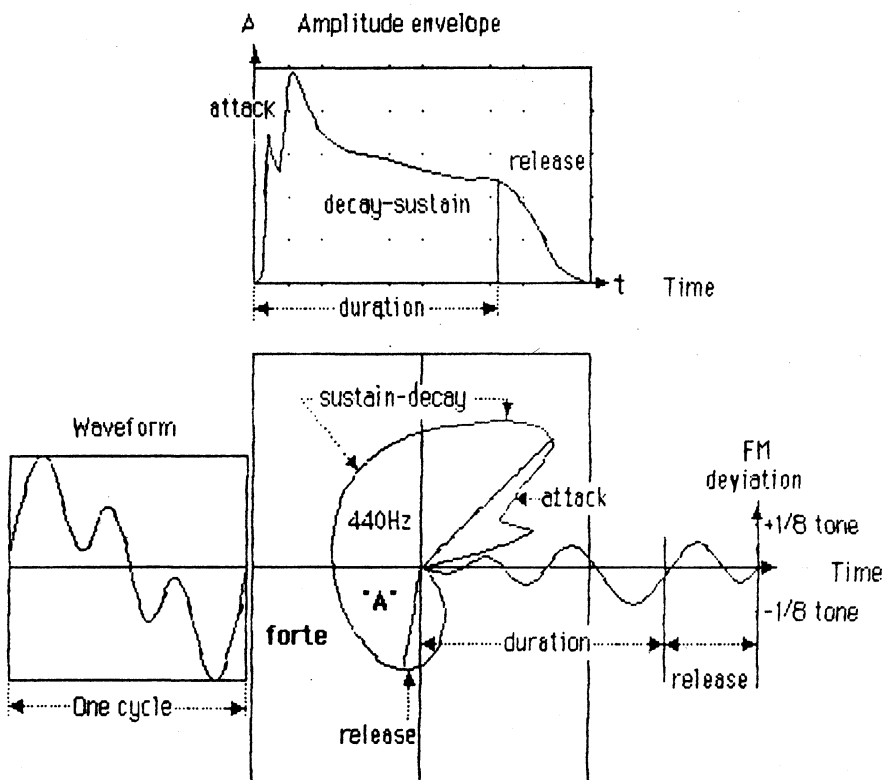 A Amplitude envelope
attack
release
decay-sustain
t Time
duration
sustain-decay
Waveform
FM
deviation
attack
440Hz
+1/8 tone
Time
"A"
-1/8 tone
forte
duration
release
One cycle
release